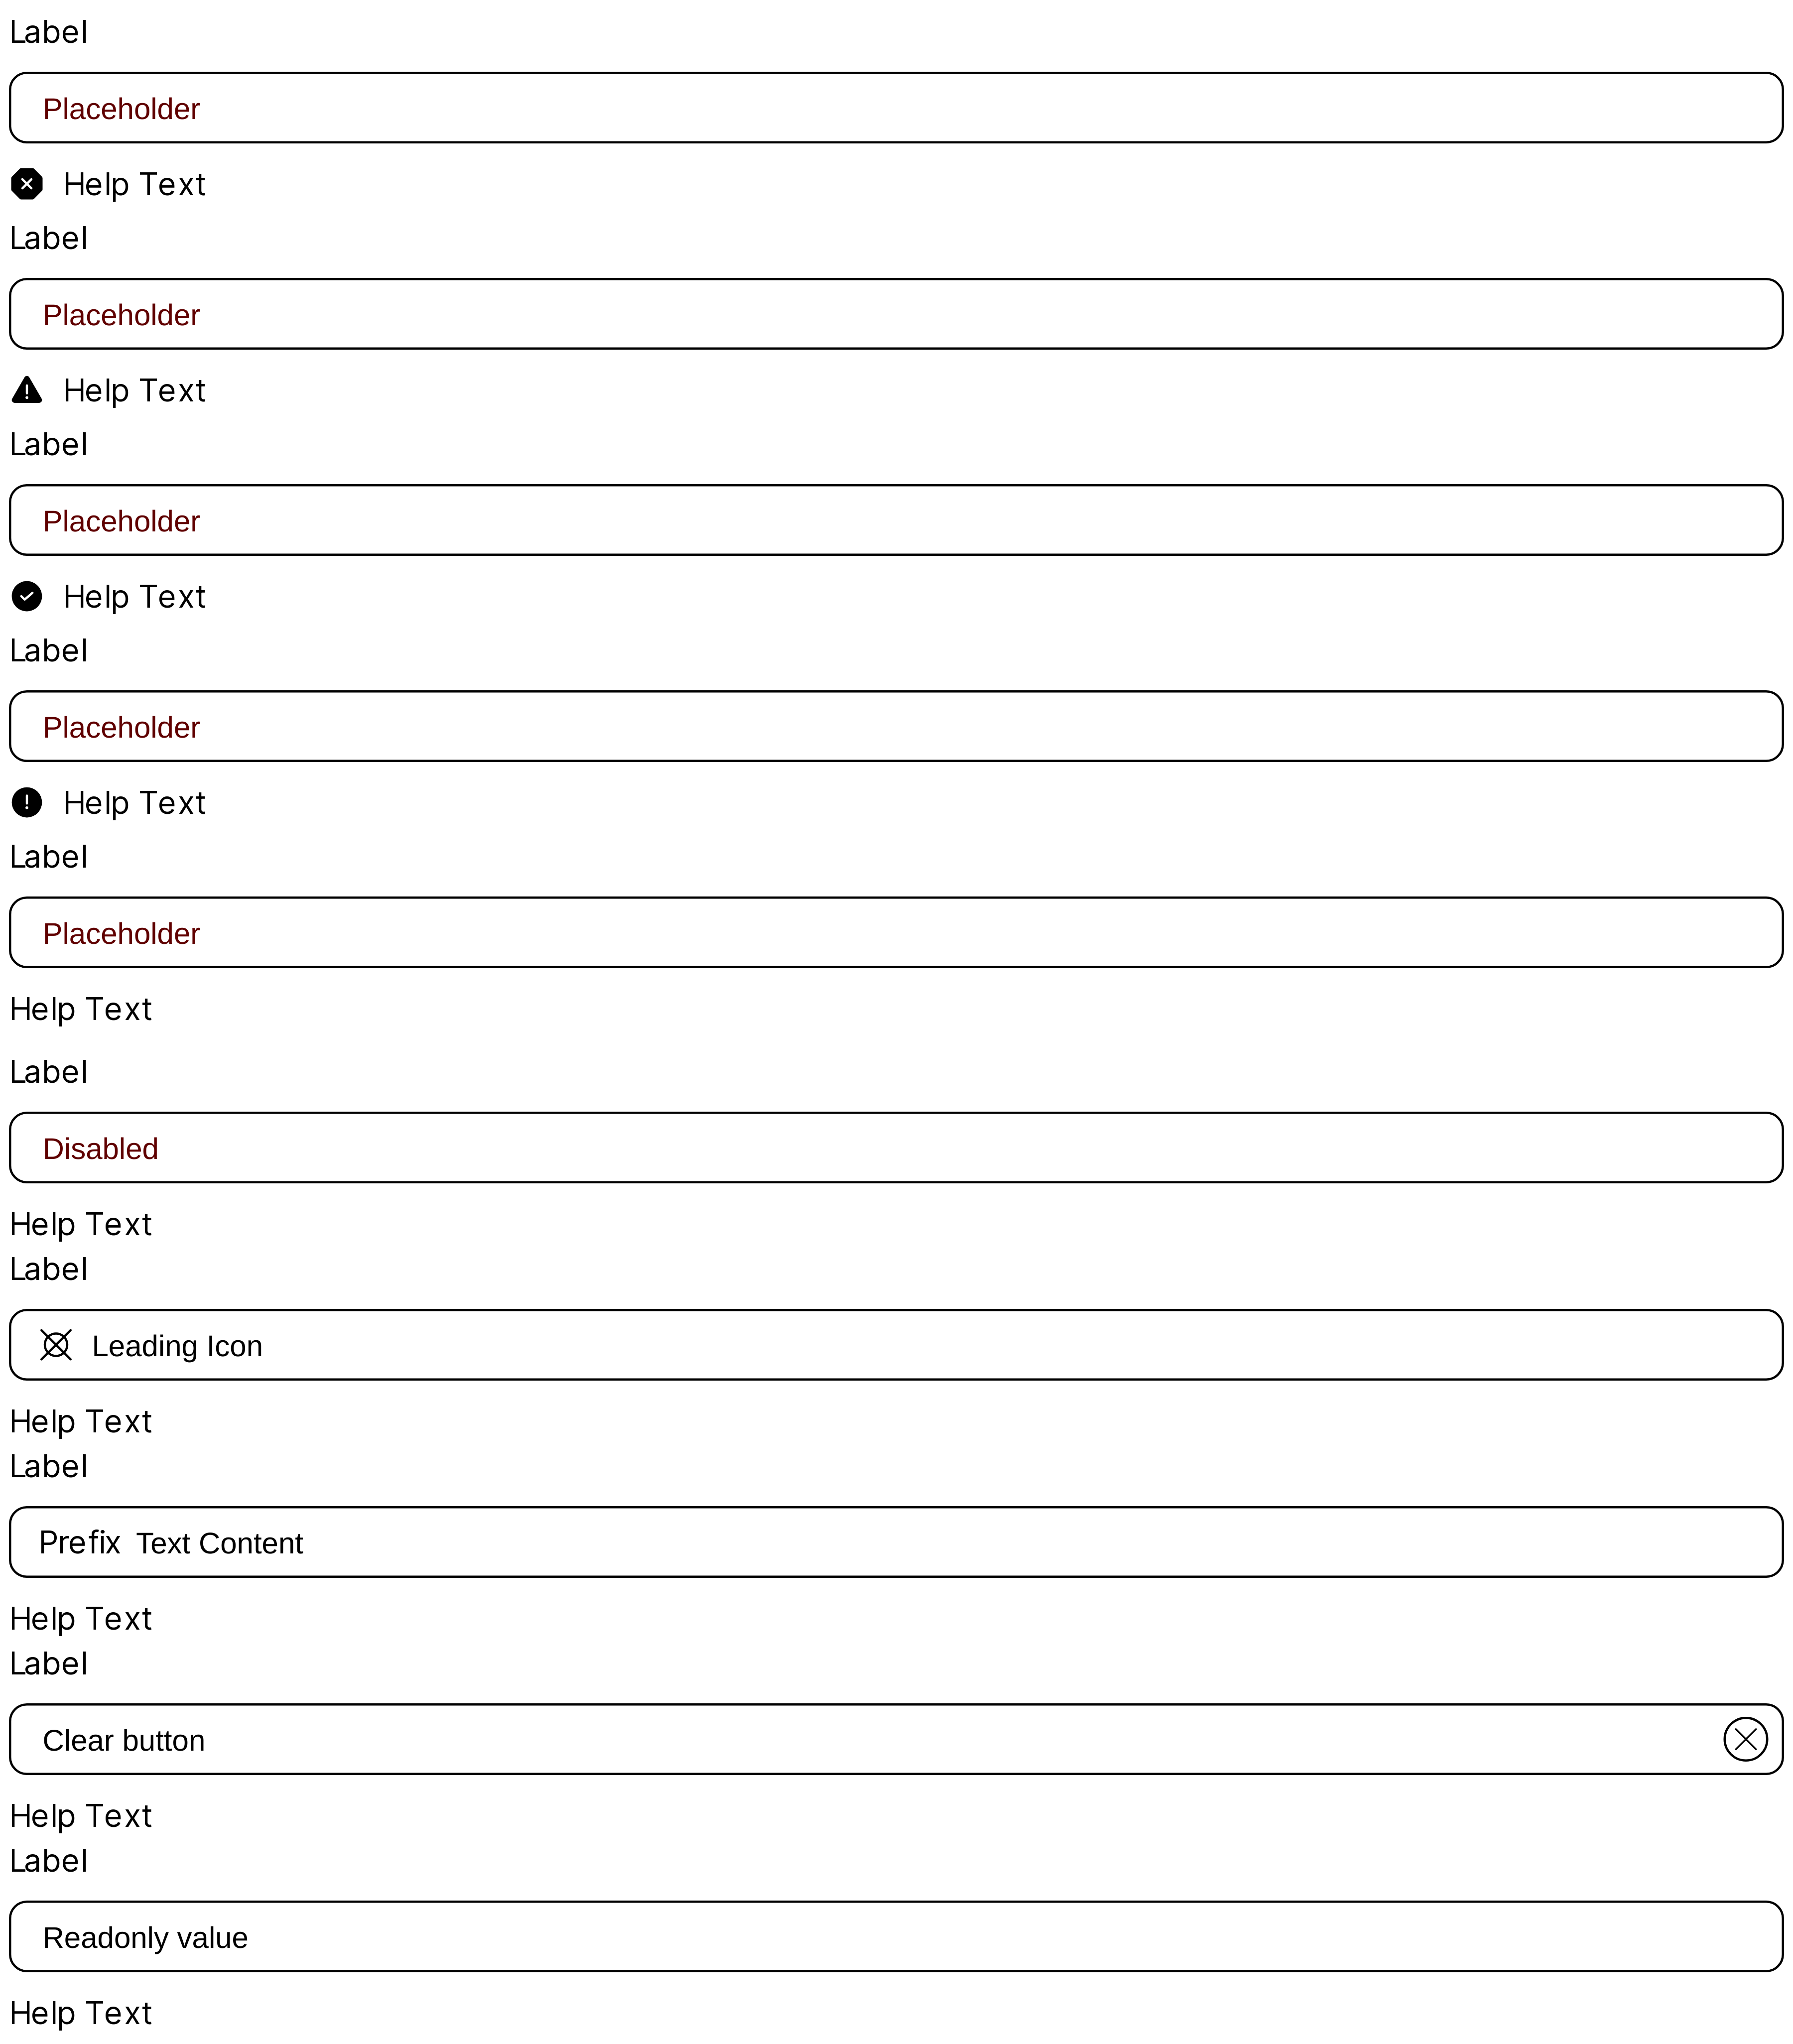 Label
Placeholder
Help Text
Label
Placeholder
Help Text
Label
Placeholder
Help Text
Label
Placeholder
Help Text
Label
Placeholder
Help Text
Label
Disabled
Help Text
Label
Leading Icon
Help Text
Label
Prefix Text Content
Help Text
Label
Clear button
Help Text
Label
Readonly value
Help Text